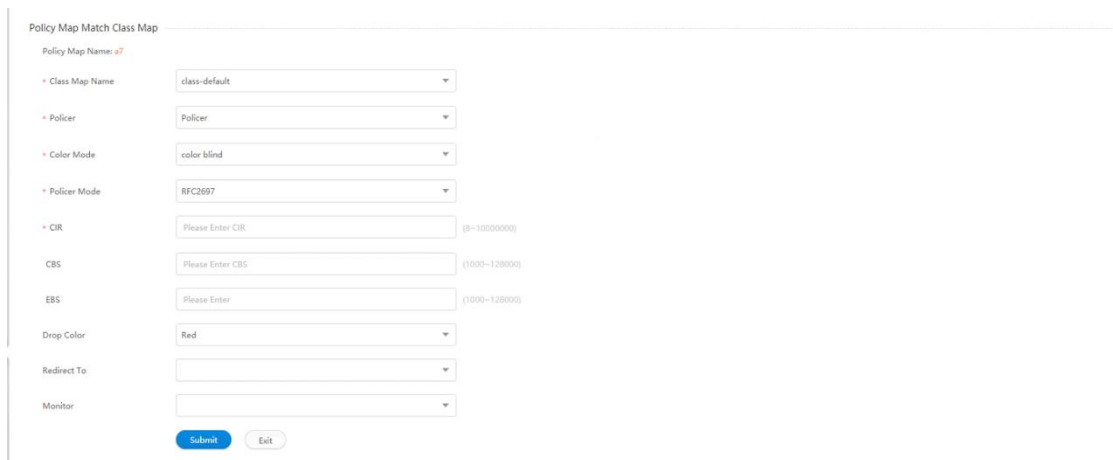 Policy Map Match Class Map
Policy Map Name: a7
* Class Map Name class-default
* Policer Policer
* Color Mode color blind
* Policer Mode RFC2697
* CIR Please Enter CIR (8~10000000)
CBS Please Enter CBS (1000~128000)
EBS Please Enter (1000~128000)
Drop Color Red
Redirect To
Monitor
Submit Exit